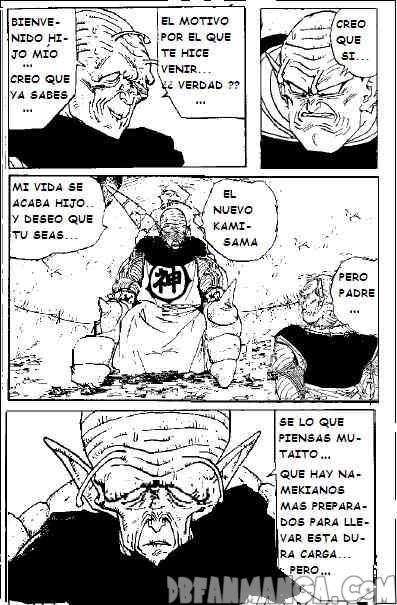 BIENVE-
NIDO HI-
JO MÍO
...
CREO QUE
YA SABES
...
EL MOTIVO
POR EL QUE
TE HICE
VENIR...
¿¿ VERDAD ??
...
CREO
QUE
SI...
MI VIDA SE
ACABA HIJO..
Y DESEO QUE
TU SEAS...
EL
NUEVO
KAMI-
SAMA
神
PERO
PADRE
...
SE LO QUE
PIENSAS MU-
TAITO...
QUE HAY NA-
MEKIANOS
MAS PREPARA-
DOS PARA LLE-
VAR ESTA DU-
RA CARGA...
PERO...
DBFANMANGA.COM